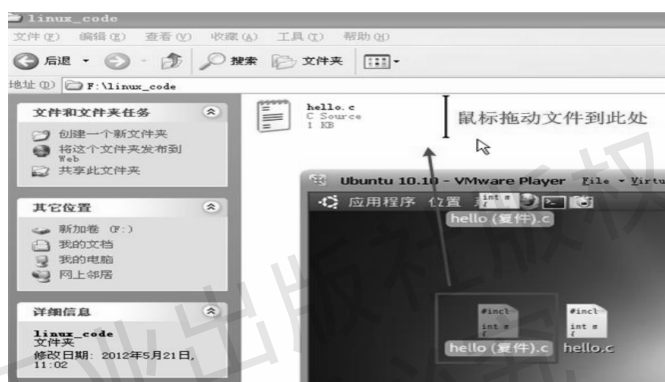 linux_code
文件(F) 编辑(E) 查看(V) 收藏(A) 工具(T) 帮助(H)
后退 搜索 文件夹
地址(D) F:\linux_code
文件和文件夹任务
创建一个新文件夹
将这个文件夹发布到
Web
共享此文件夹
hello.c
C Source
1 KB
鼠标拖动文件到此处
Ubuntu 10.10 - VMware Player File Virtu
应用程序 位置
int m
hello (复件).c
其它位置
新加卷 (F:)
我的文档
我的电脑
网上邻居
详细信息
linux_code
文件夹
修改日期: 2012年5月21日,
11:02
#incl
int m
hello (复件).c
#incl
int m
hello.c